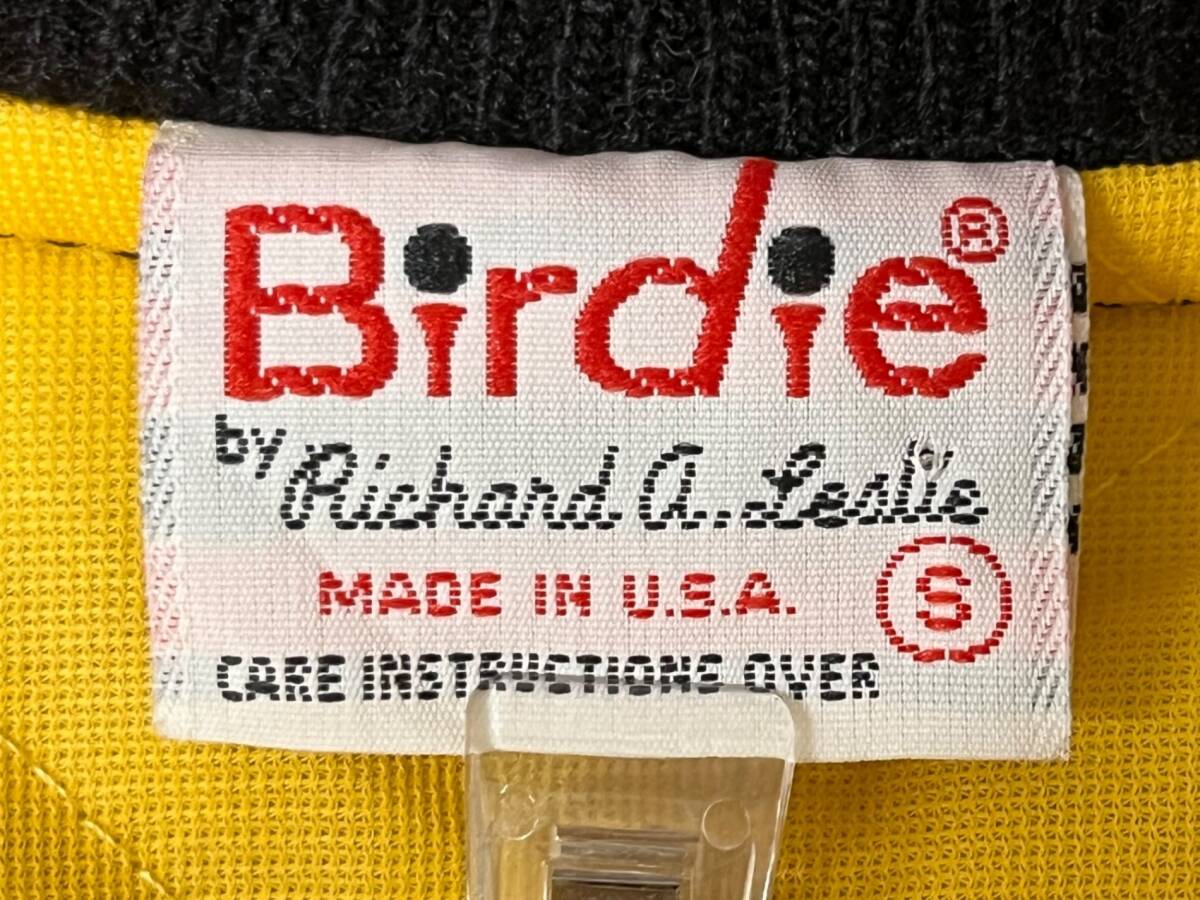 Birdie®
by Richard A. Leslie
MADE IN U.S.A. S
CARE INSTRUCTIONS OVER